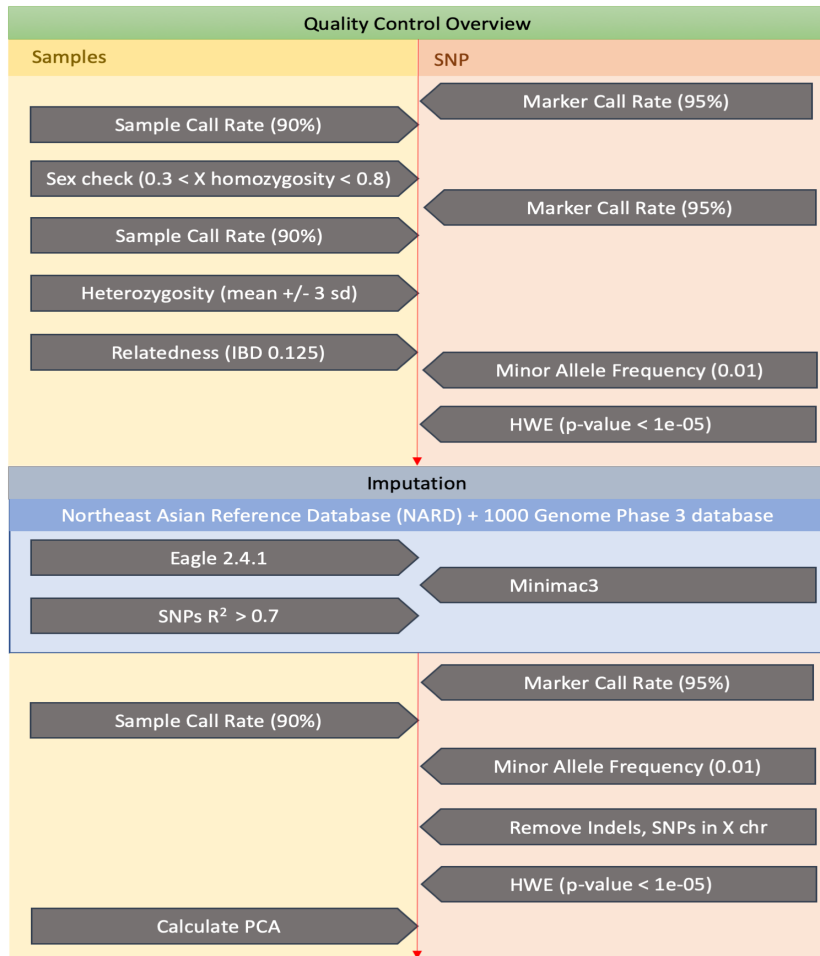 Quality Control Overview
Samples
SNP
Marker Call Rate (95%)
Sample Call Rate (90%)
Sex check (0.3 < X homozygosity < 0.8)
Marker Call Rate (95%)
Sample Call Rate (90%)
Heterozygosity (mean +/- 3 sd)
Relatedness (IBD 0.125)
Minor Allele Frequency (0.01)
HWE (p-value < 1e-05)
Imputation
Northeast Asian Reference Database (NARD) + 1000 Genome Phase 3 database
Eagle 2.4.1
Minimac3
SNPs R² > 0.7
Marker Call Rate (95%)
Sample Call Rate (90%)
Minor Allele Frequency (0.01)
Remove Indels, SNPs in X chr
HWE (p-value < 1e-05)
Calculate PCA